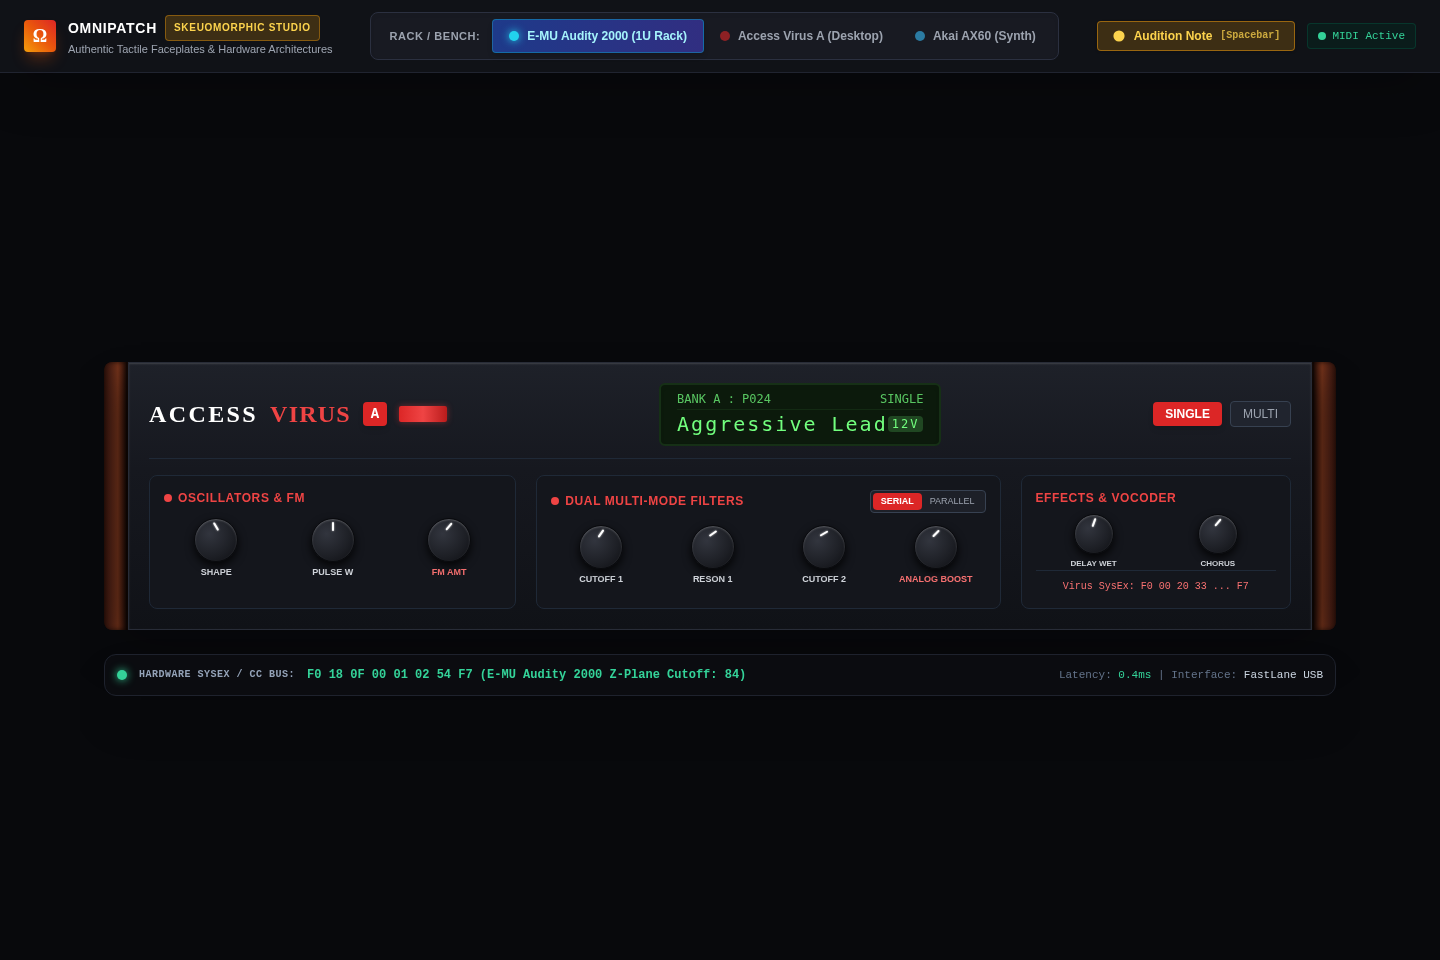 Ω
OMNIPATCH SKEUOMORPHIC STUDIO
Authentic Tactile Faceplates & Hardware Architectures
RACK / BENCH: E-MU Audity 2000 (1U Rack) Access Virus A (Desktop) Akai AX60 (Synth)
Audition Note [Spacebar] MIDI Active
ACCESS VIRUS A
BANK A : P024 SINGLE
Aggressive Lead 12V
SINGLE MULTI
OSCILLATORS & FM
SHAPE PULSE W FM AMT
DUAL MULTI-MODE FILTERS SERIAL PARALLEL
CUTOFF 1 RESON 1 CUTOFF 2 ANALOG BOOST
EFFECTS & VOCODER
DELAY WET CHORUS
Virus SysEx: F0 00 20 33 ... F7
HARDWARE SYSEX / CC BUS: F0 18 0F 00 01 02 54 F7 (E-MU Audity 2000 Z-Plane Cutoff: 84)
Latency: 0.4ms | Interface: FastLane USB